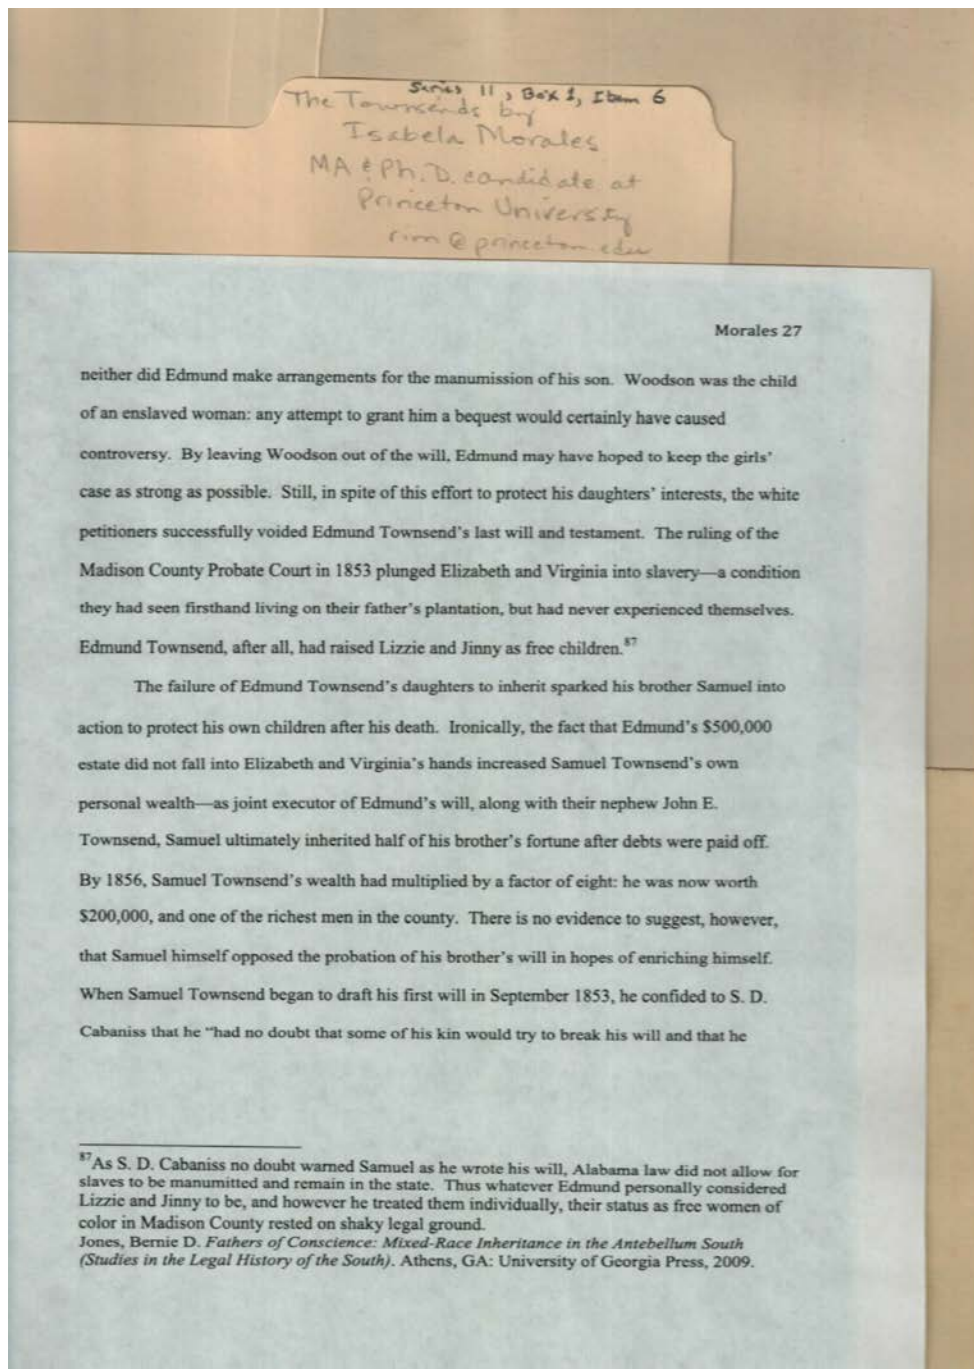 Series 11, Box 1, Item 6
The Townsends by
Isabela Morales
MA & Ph.D. candidate at
Princeton University
rim@princeton.edu
Morales 27
neither did Edmund make arrangements for the manumission of his son. Woodson was the child
of an enslaved woman: any attempt to grant him a bequest would certainly have caused
controversy. By leaving Woodson out of the will, Edmund may have hoped to keep the girls'
case as strong as possible. Still, in spite of this effort to protect his daughters' interests, the white
petitioners successfully voided Edmund Townsend's last will and testament. The ruling of the
Madison County Probate Court in 1853 plunged Elizabeth and Virginia into slavery—a condition
they had seen firsthand living on their father's plantation, but had never experienced themselves.
Edmund Townsend, after all, had raised Lizzie and Jinny as free children.87
The failure of Edmund Townsend's daughters to inherit sparked his brother Samuel into
action to protect his own children after his death. Ironically, the fact that Edmund's $500,000
estate did not fall into Elizabeth and Virginia's hands increased Samuel Townsend's own
personal wealth—as joint executor of Edmund's will, along with their nephew John E.
Townsend, Samuel ultimately inherited half of his brother's fortune after debts were paid off.
By 1856, Samuel Townsend's wealth had multiplied by a factor of eight: he was now worth
$200,000, and one of the richest men in the county. There is no evidence to suggest, however,
that Samuel himself opposed the probation of his brother's will in hopes of enriching himself.
When Samuel Townsend began to draft his first will in September 1853, he confided to S. D.
Cabaniss that he "had no doubt that some of his kin would try to break his will and that he
87As S. D. Cabaniss no doubt warned Samuel as he wrote his will, Alabama law did not allow for
slaves to be manumitted and remain in the state. Thus whatever Edmund personally considered
Lizzie and Jinny to be, and however he treated them individually, their status as free women of
color in Madison County rested on shaky legal ground.
Jones, Bernie D. Fathers of Conscience: Mixed-Race Inheritance in the Antebellum South
(Studies in the Legal History of the South). Athens, GA: University of Georgia Press, 2009.